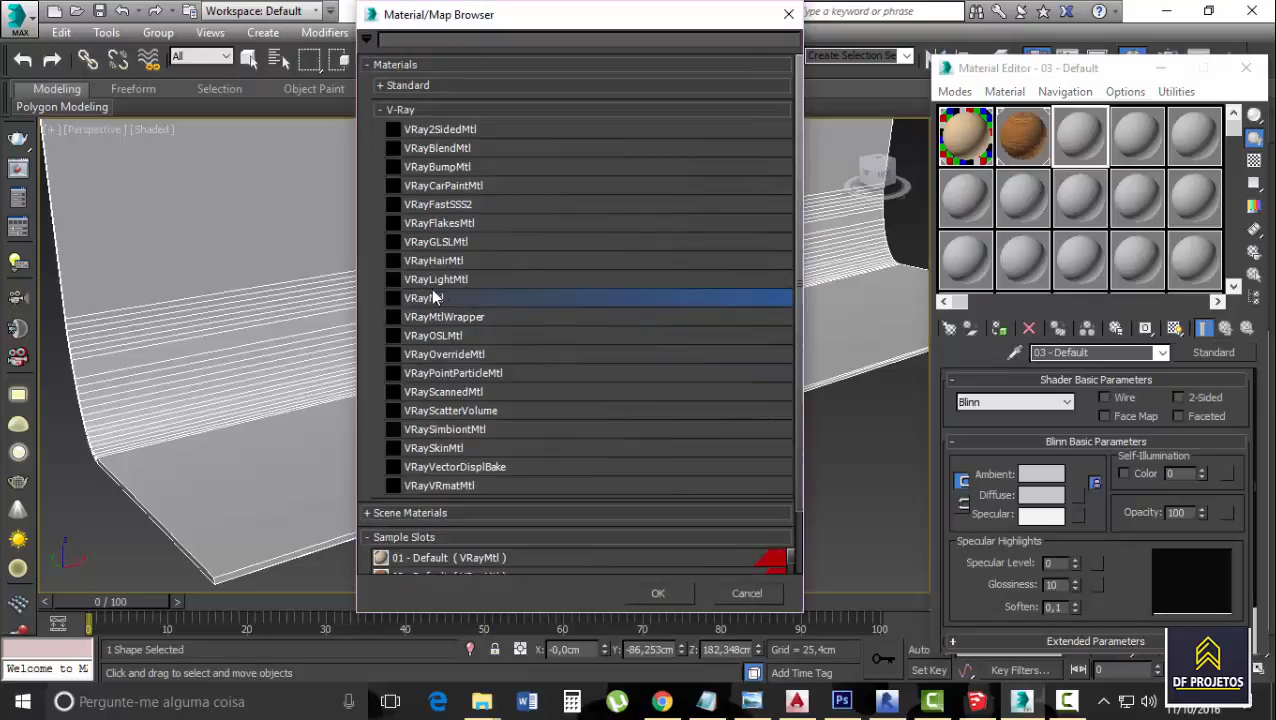 MAX
Workspace: Default
Type a keyword or phrase
Edit Tools Group Views Create Modifiers
All
Create Selection Se
Modeling Freeform Selection Object Paint
Polygon Modeling
[+] [Perspective] [Shaded]
Material/Map Browser
- Materials
+ Standard
- V-Ray
VRay2SidedMtl
VRayBlendMtl
VRayBumpMtl
VRayCarPaintMtl
VRayFastSSS2
VRayFlakesMtl
VRayGLSLMtl
VRayHairMtl
VRayLightMtl
VRayMtlWrapper
VRayOSLMtl
VRayOverrideMtl
VRayPointParticleMtl
VRayScannedMtl
VRayScatterVolume
VRaySimbiontMtl
VRaySkinMtl
VRayVectorDisplBake
VRayVRmatMtl
+ Scene Materials
- Sample Slots
01 - Default ( VRayMtl )
OK Cancel
Material Editor - 03 - Default
Modes Material Navigation Options Utilities
03 - Default Standard
- Shader Basic Parameters
Blinn
Wire 2-Sided
Face Map Faceted
- Blinn Basic Parameters
Self-Illumination
Ambient: Color 0
Diffuse:
Specular: Opacity: 100
Specular Highlights
Specular Level: 0
Glossiness: 10
Soften: 0,1
+ Extended Parameters
0 / 100
0 10 20 30 40 50 60 70 80 90 100
1 Shape Selected X: -0,0cm Y: -86,253cm Z: 182,348cm Grid = 25,4cm Auto
Welcome to M Click and drag to select and move objects Add Time Tag Set Key Key Filters... 0
DF PROJETOS
Pergunte-me alguma coisa
11/10/2016